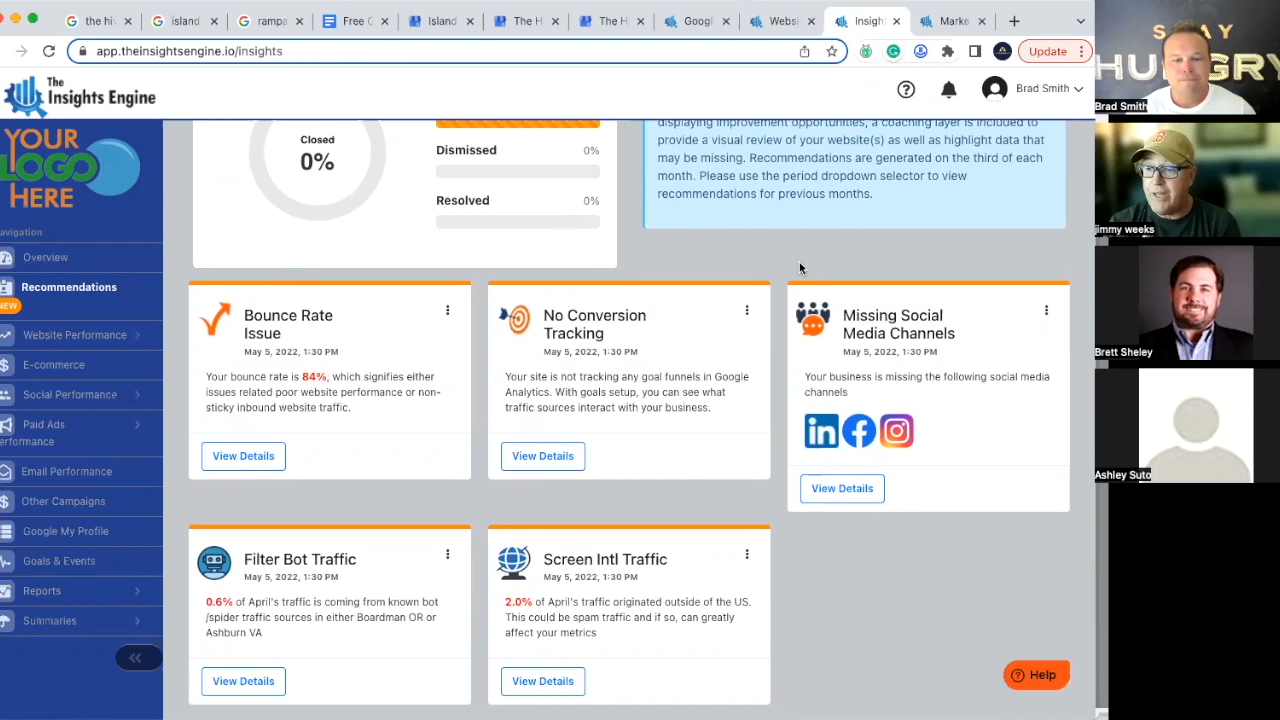 the hiv
island
rampa
Free C
Island
The H
The H
Googl
Websi
Insigh
Marke
app.theinsightsengine.io/insights
Update
The
Insights Engine
Brad Smith
YOUR
LOGO
HERE
avigation
Overview
Recommendations
NEW
Website Performance
E-commerce
Social Performance
Paid Ads
erformance
Email Performance
Other Campaigns
Google My Profile
Goals & Events
Reports
Summaries
Closed
0%
Dismissed
0%
Resolved
0%
displaying improvement opportunities, a coaching layer is included to
provide a visual review of your website(s) as well as highlight data that
may be missing. Recommendations are generated on the third of each
month. Please use the period dropdown selector to view
recommendations for previous months.
Bounce Rate
Issue
May 5, 2022, 1:30 PM
Your bounce rate is 84%, which signifies either
issues related poor website performance or non-
sticky inbound website traffic.
View Details
No Conversion
Tracking
May 5, 2022, 1:30 PM
Your site is not tracking any goal funnels in Google
Analytics. With goals setup, you can see what
traffic sources interact with your business.
View Details
Missing Social
Media Channels
May 5, 2022, 1:30 PM
Your business is missing the following social media
channels
in
View Details
Filter Bot Traffic
May 5, 2022, 1:30 PM
0.6% of April's traffic is coming from known bot
/spider traffic sources in either Boardman OR or
Ashburn VA
View Details
Screen Intl Traffic
May 5, 2022, 1:30 PM
2.0% of April's traffic originated outside of the US.
This could be spam traffic and if so, can greatly
affect your metrics
View Details
Help
Brad Smith
jimmy weeks
Brett Sheley
Ashley Suto